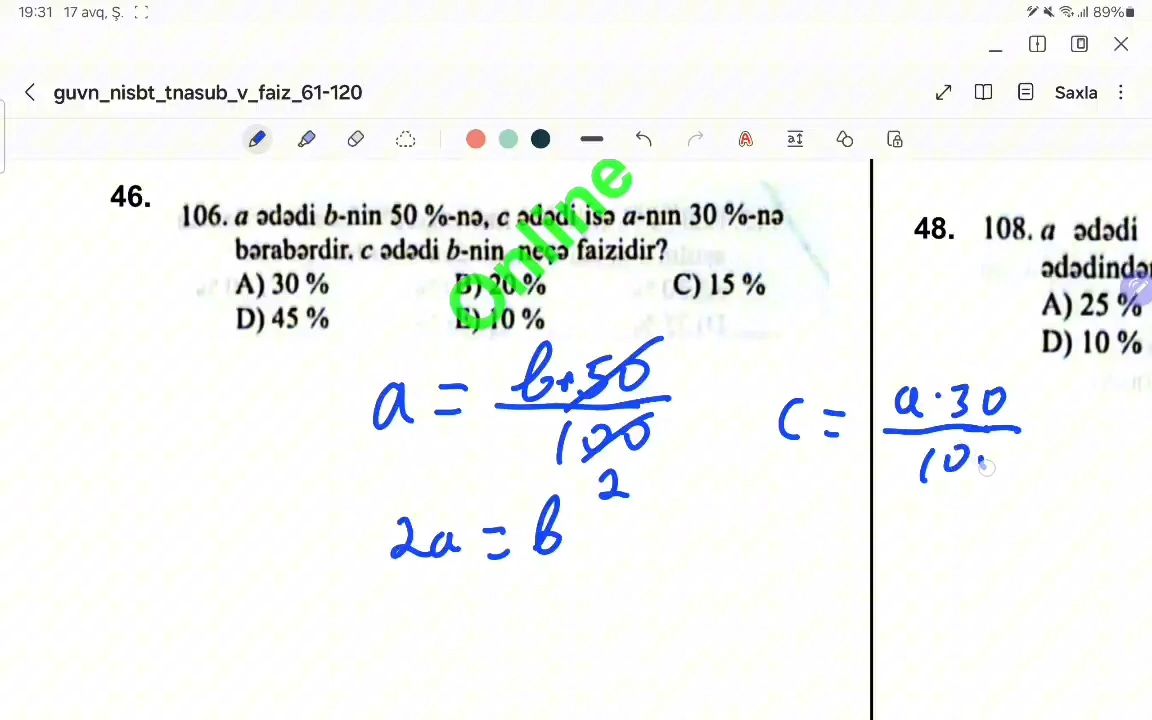 19:31 17 avq, Ş. 89%
guvn_nisbt_tnasub_v_faiz_61-120
Saxla
46.
106. a ədədi b-nin 50 %-nə, c ədədi isə a-nın 30 %-nə
bərabərdir. c ədədi b-nin neçə faizidir?
A) 30 % B) 20 % C) 15 %
D) 45 % E) 10 %
Online
a = b · 50 / 100
2
2a = b
c = a · 30 / 10
48. 108. a ədədi
ədədindən
A) 25 %
D) 10 %